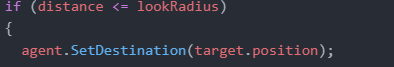 if (distance <= lookRadius)
{
agent.SetDestination(target.position);